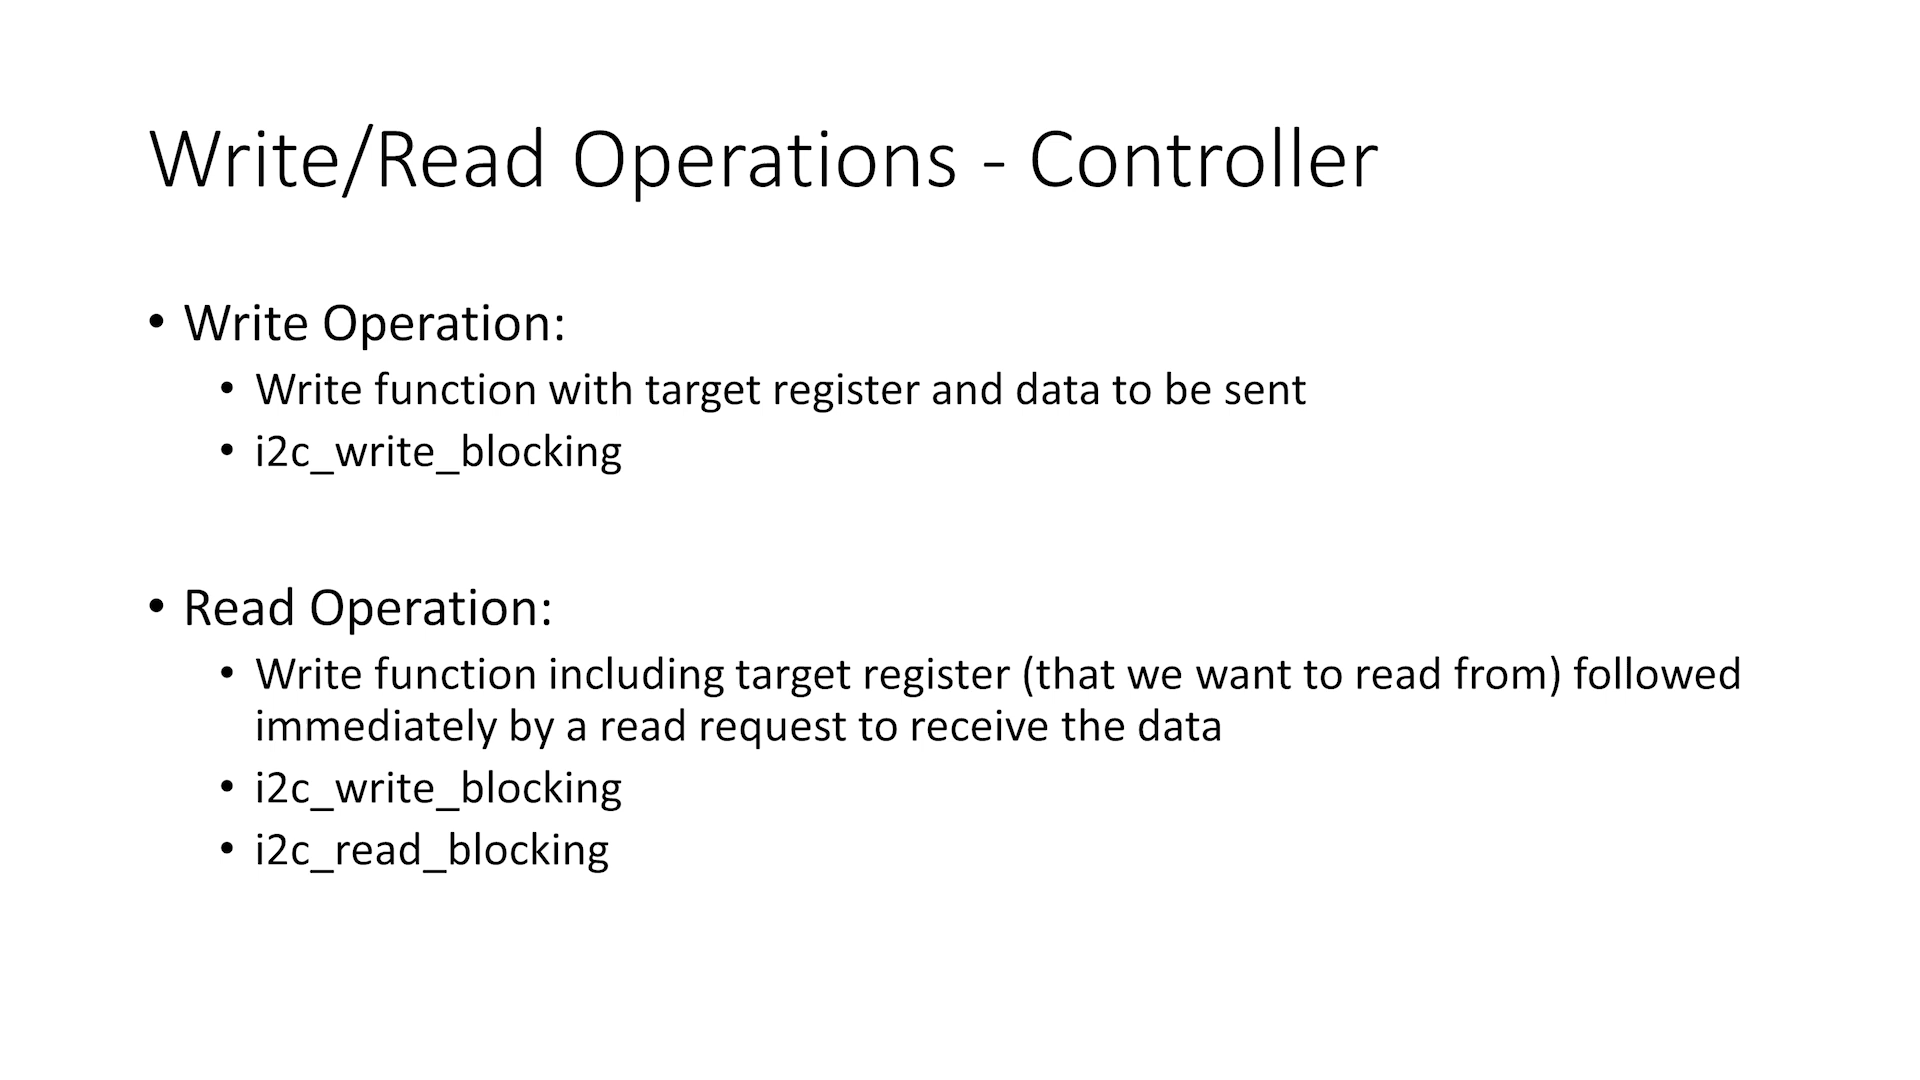 Write/Read Operations - Controller
• Write Operation:
• Write function with target register and data to be sent
• i2c_write_blocking
• Read Operation:
• Write function including target register (that we want to read from) followed
immediately by a read request to receive the data
• i2c_write_blocking
• i2c_read_blocking